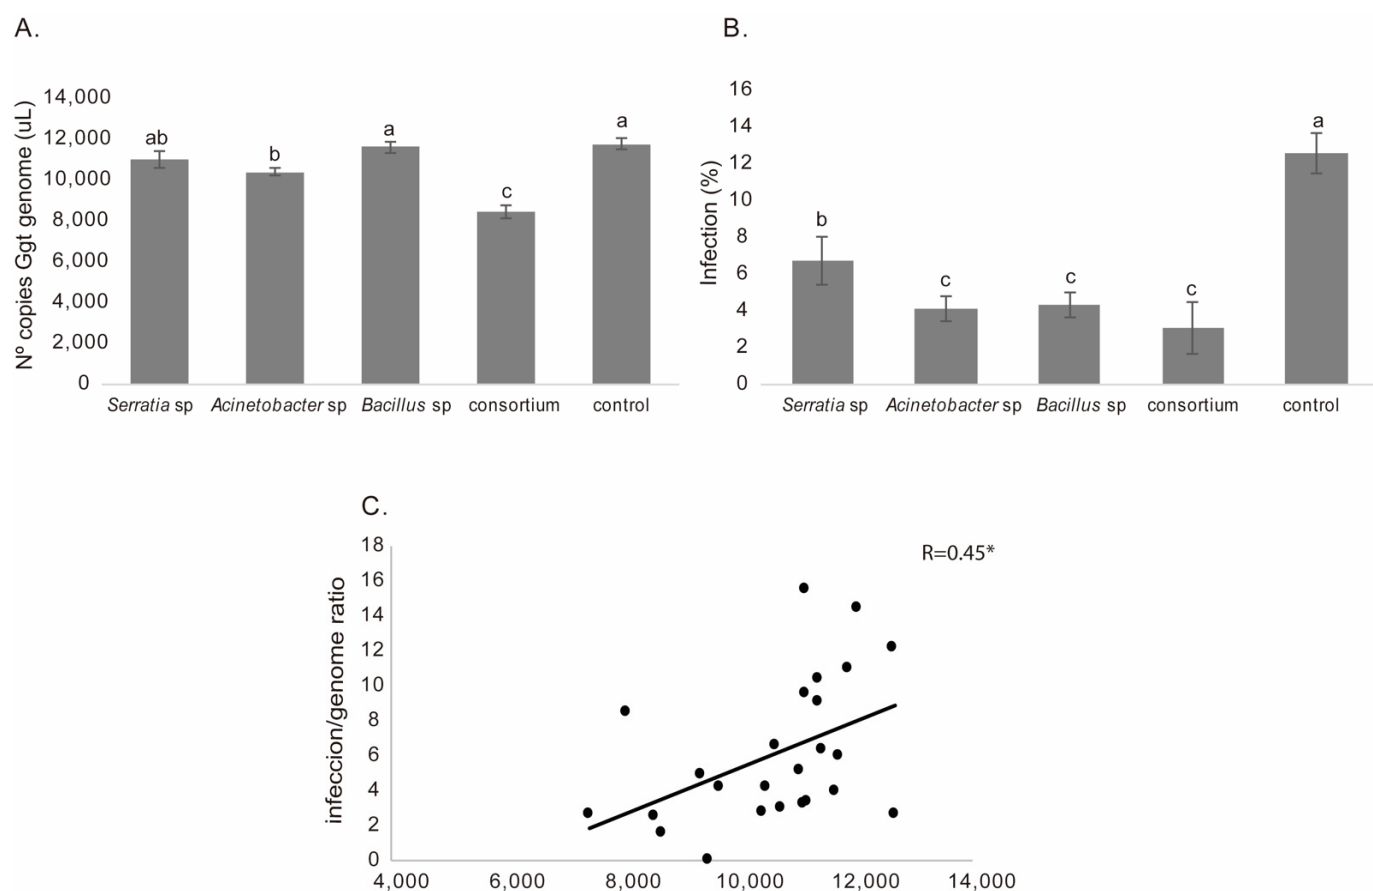 A.
Nº copies Ggt genome (uL)
14,000
12,000
10,000
8,000
6,000
4,000
2,000
0
ab
b
a
c
a
Serratia sp
Acinetobacter sp
Bacillus sp
consortium
control
B.
Infection (%)
16
14
12
10
8
6
4
2
0
b
c
c
c
a
Serratia sp
Acinetobacter sp
Bacillus sp
consortium
control
C.
infeccion/genome ratio
18
16
14
12
10
8
6
4
2
0
R=0.45*
4,000
6,000
8,000
10,000
12,000
14,000